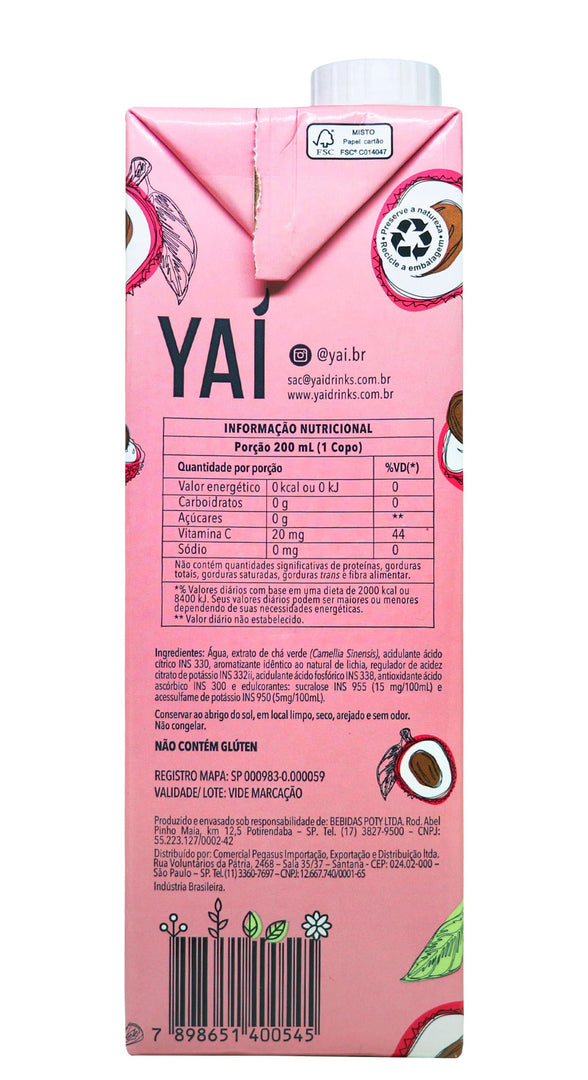 MISTO
Papel cartão
FSC
FSC® C014047
Preserve a natureza
Recicle a embalagem
YAÍ
@yai.br
sac@yaidrinks.com.br
www.yaidrinks.com.br
INFORMAÇÃO NUTRICIONAL
Porção 200 mL (1 Copo)
Quantidade por porção %VD(*)
Valor energético 0 kcal ou 0 kJ 0
Carboidratos 0 g 0
Açúcares 0 g **
Vitamina C 20 mg 44
Sódio 0 mg 0
Não contém quantidades significativas de proteínas, gorduras
totais, gorduras saturadas, gorduras trans e fibra alimentar.
*% Valores diários com base em uma dieta de 2000 kcal ou
8400 kJ. Seus valores diários podem ser maiores ou menores
dependendo de suas necessidades energéticas.
** Valor diário não estabelecido.
Ingredientes: Água, extrato de chá verde (Camellia Sinensis), acidulante ácido
cítrico INS 330, aromatizante idêntico ao natural de lichia, regulador de acidez
citrato de potássio INS 332ii, acidulante ácido fosfórico INS 338, antioxidante ácido
ascórbico INS 300 e edulcorantes: sucralose INS 955 (15 mg/100mL) e
acessulfame de potássio INS 950 (5mg/100mL).
Conservar ao abrigo do sol, em local limpo, seco, arejado e sem odor.
Não congelar.
NÃO CONTÉM GLÚTEN
REGISTRO MAPA: SP 000983-0.000059
VALIDADE/ LOTE: VIDE MARCAÇÃO
Produzido e envasado sob responsabilidade de: BEBIDAS POTY LTDA. Rod. Abel
Pinho Maia, km 12,5 Potirendaba – SP. Tel. (17) 3827-9500 – CNPJ:
55.223.127/0002-42
Distribuído por: Comercial Pegasus Importação, Exportação e Distribuição ltda.
Rua Voluntários da Pátria, 2468 – Sala 35/37 – Santana - CEP: 024.02-000 –
São Paulo – SP. Tel.(11) 3360-7697 – CNPJ: 12.667.740/0001-65
Indústria Brasileira.
7 898651 400545